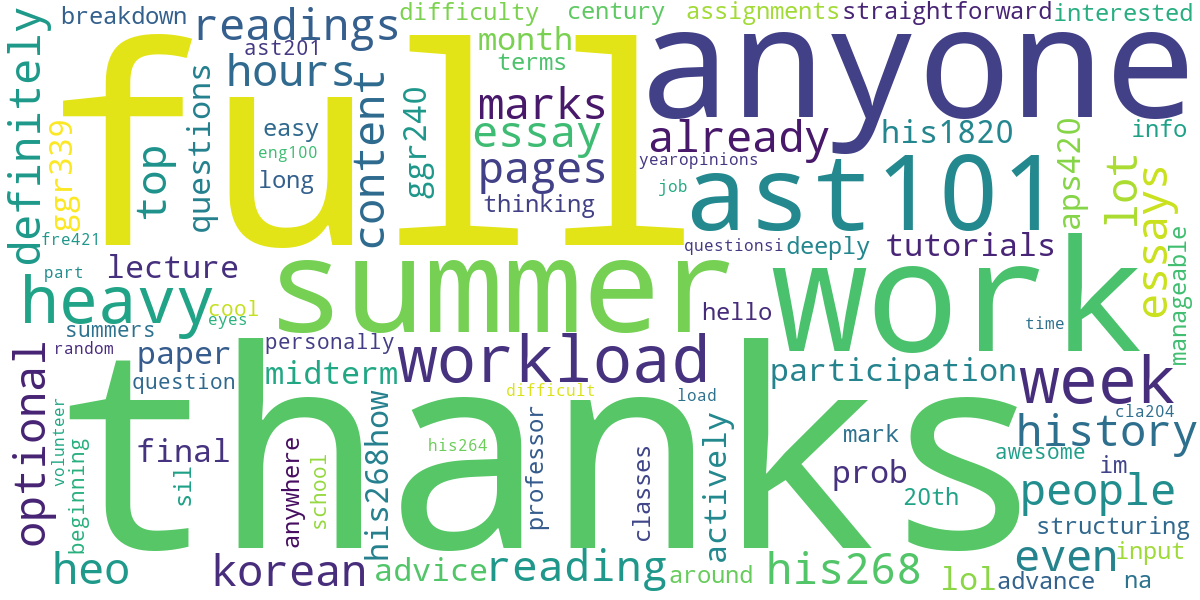 breakdown
readings
difficulty
century
assignments
straightforward
interested
definitely
ast201
hours
month
terms
full
anyone
marks
essay
pages
thinking
already
his1820
info
questions
easy
eng100
long
content
ggr240
yearopinions
job
ggr339
top
ast101
aps420
lot
essays
fre421
part
lecture
questionsi
deeply
tutorials
manageable
heavy
cool
eyes
summer
hello
work
time
summers
random
personally
paper
question
midterm
workload
difficult
load
participation
week
cla204
optional
volunteer
beginning
final
sil
thanks
anywhere
school
his268how
his264
professor
classes
actively
mark
prob
20th
history
awesome
im
people
structuring
heo
korean
advice
reading
around
his268
even
input
lol
advance
na